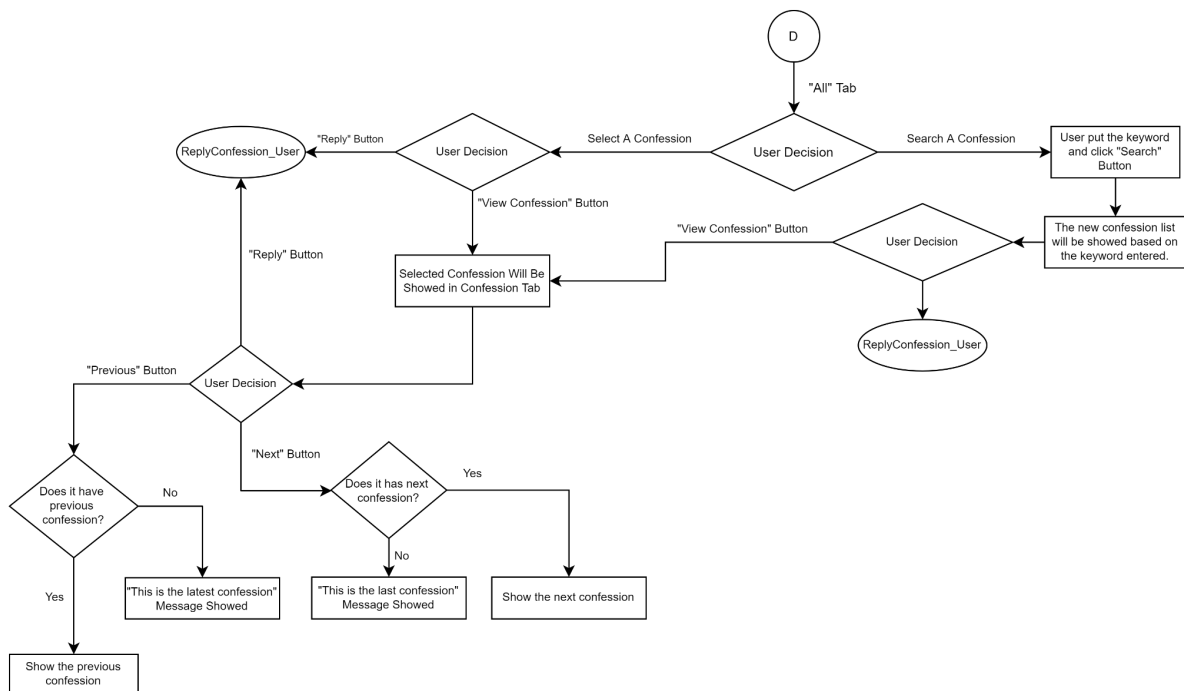 D
"All" Tab
"Reply" Button
Select A Confession
Search A Confession
ReplyConfession_User
User Decision
User Decision
User put the keyword
and click "Search"
Button
"View Confession" Button
"View Confession" Button
User Decision
The new confession list
will be showed based on
the keyword entered.
"Reply" Button
Selected Confession Will Be
Showed in Confession Tab
ReplyConfession_User
"Previous" Button
User Decision
"Next" Button
Yes
Does it have
previous
confession?
No
Does it has next
confession?
No
Yes
"This is the latest confession"
Message Showed
"This is the last confession"
Message Showed
Show the next confession
Show the previous
confession